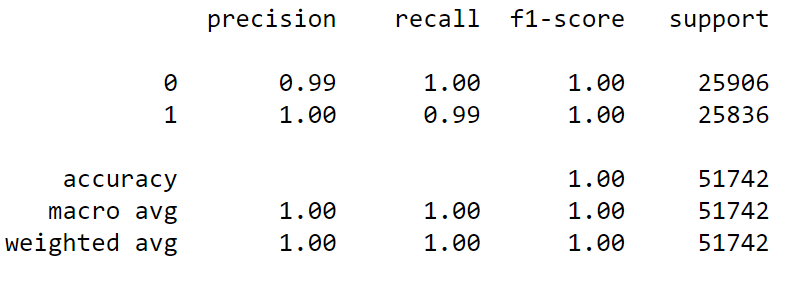 precision recall f1-score support
0 0.99 1.00 1.00 25906
1 1.00 0.99 1.00 25836
accuracy 1.00 51742
macro avg 1.00 1.00 1.00 51742
weighted avg 1.00 1.00 1.00 51742